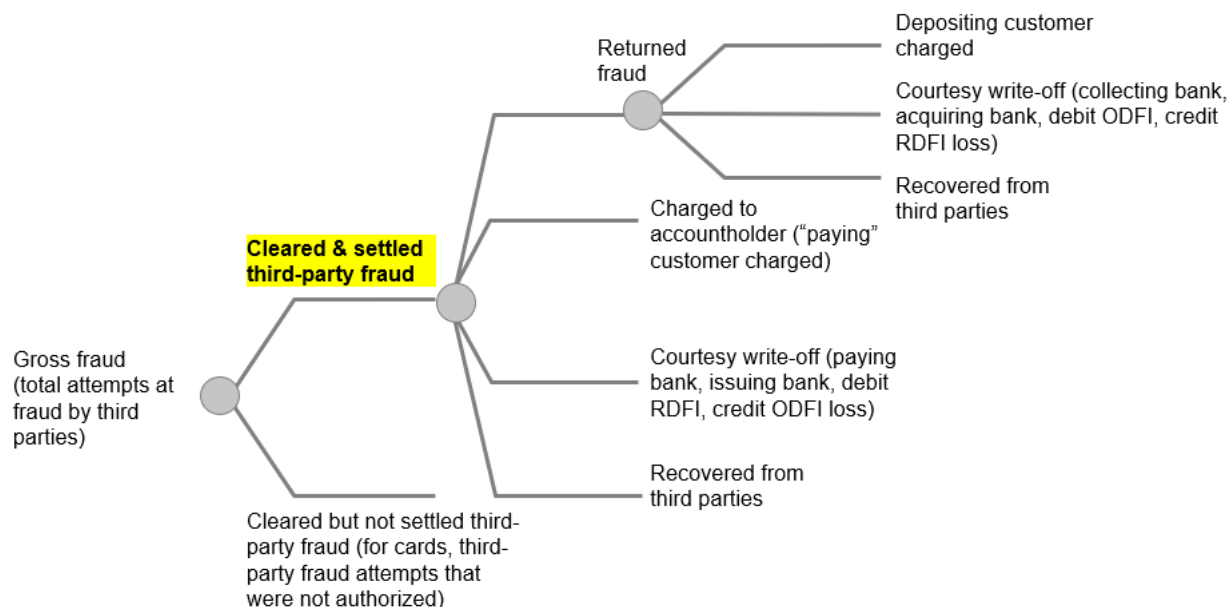 Depositing customer
charged
Returned
fraud
Courtesy write-off (collecting bank,
acquiring bank, debit ODFI, credit
RDFI loss)
Recovered from
third parties
Charged to
accountholder (“paying”
customer charged)
Cleared & settled
third-party fraud
Gross fraud
(total attempts at
fraud by third
parties)
Courtesy write-off (paying
bank, issuing bank, debit
RDFI, credit ODFI loss)
Recovered from
third parties
Cleared but not settled third-
party fraud (for cards, third-
party fraud attempts that
were not authorized)